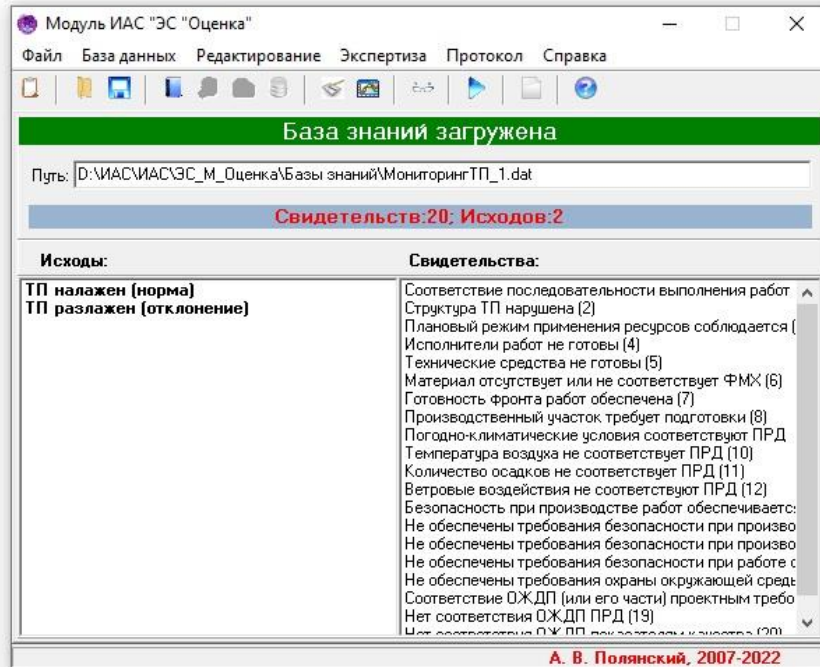 Модуль ИАС "ЭС "Оценка"
Файл База данных Редактирование Экспертиза Протокол Справка
База знаний загружена
Путь: D:\ИАС\ИАС\ЭС_М_Оценка\Базы знаний\МониторингТП_1.dat
Свидетельств:20; Исходов:2
Исходы: Свидетельства:
ТП налажен (норма)
ТП разлажен (отклонение)
Соответствие последовательности выполнения работ
Структура ТП нарушена (2)
Плановый режим применения ресурсов соблюдается (
Исполнители работ не готовы (4)
Технические средства не готовы (5)
Материал отсутствует или не соответствует ФМХ (6)
Готовность фронта работ обеспечена (7)
Производственный участок требует подготовки (8)
Погодно-климатические условия соответствуют ПРД
Температура воздуха не соответствует ПРД (10)
Количество осадков не соответствует ПРД (11)
Ветровые воздействия не соответствуют ПРД (12)
Безопасность при производстве работ обеспечиваетс
Не обеспечены требования безопасности при произво
Не обеспечены требования безопасности при произво
Не обеспечены требования безопасности при работе с
Не обеспечены требования охраны окружающей среды
Соответствие ОЖДП (или его части) проектным требо
Нет соответствия ОЖДП ПРД (19)
Нет соответствия ОЖДП показателям качества (20)
А. В. Полянский, 2007-2022